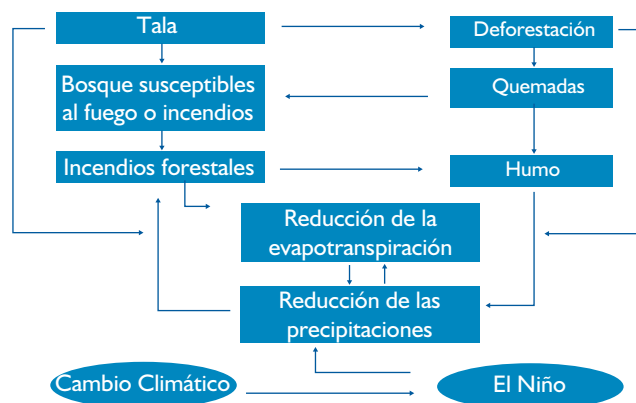 Tala
Deforestación
Bosque susceptibles
al fuego o incendios
Quemadas
Incendios forestales
Humo
Reducción de la
evapotranspiración
Reducción de las
precipitaciones
Cambio Climático
El Niño